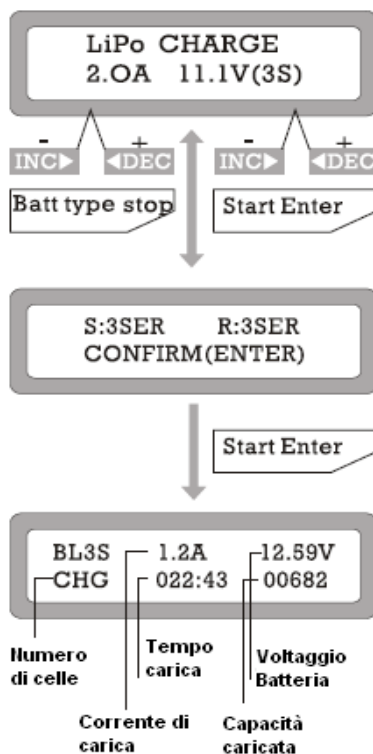 LiPo CHARGE
2.OA 11.1V(3S)
- + - +
INC▶ ◀DEC INC▶ ◀DEC
Batt type stop Start Enter
S:3SER R:3SER
CONFIRM(ENTER)
Start Enter
BL3S 1.2A 12.59V
CHG 022:43 00682
Numero
di celle
Tempo
carica
Voltaggio
Batteria
Corrente di
carica
Capacità
caricata